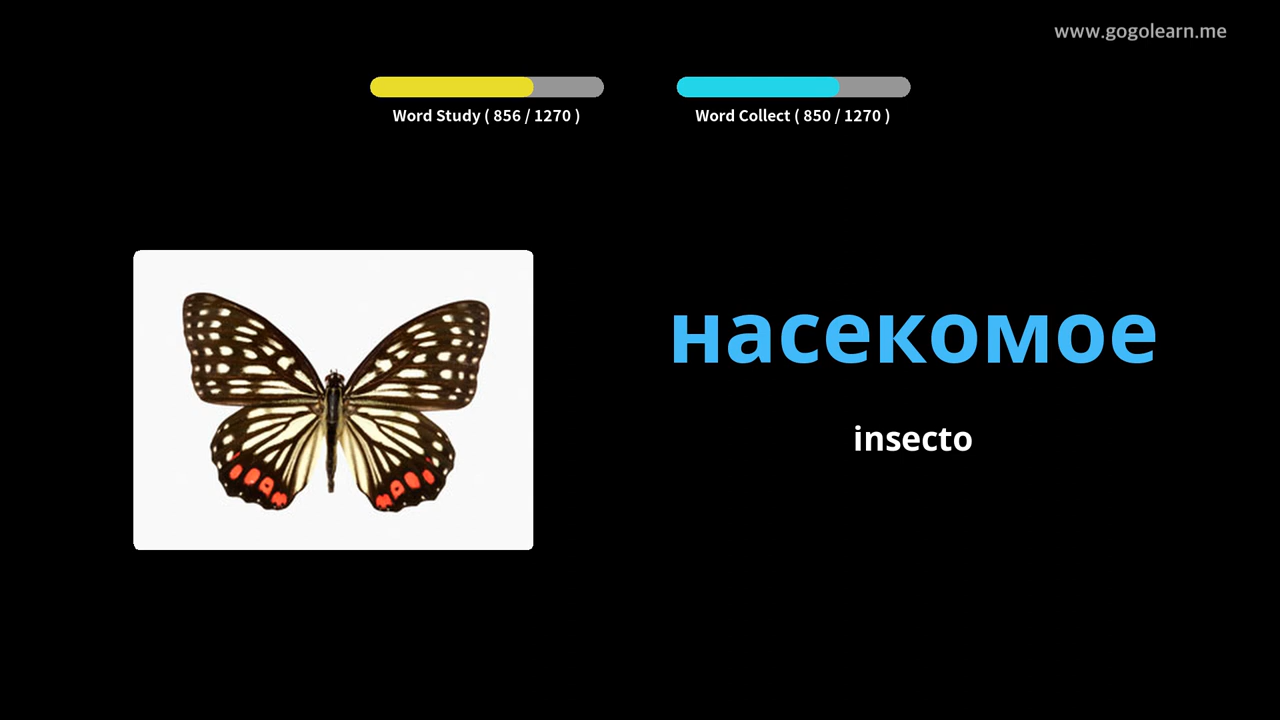 www.gogolearn.me
Word Study ( 856 / 1270 )
Word Collect ( 850 / 1270 )
насекомое
insecto